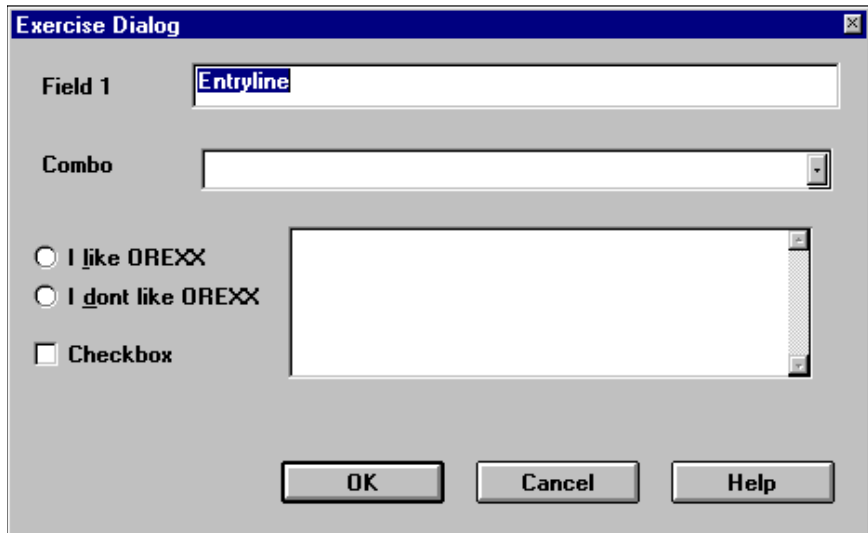 Exercise Dialog
Field 1
Entryline
Combo
I like OREXX
I dont like OREXX
Checkbox
OK
Cancel
Help